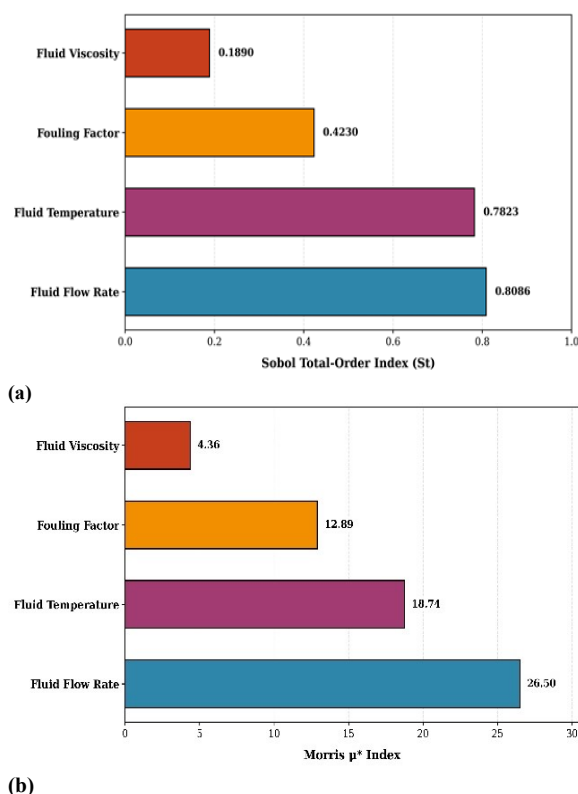 Fluid Viscosity
0.1890
Fouling Factor
0.4230
Fluid Temperature
0.7823
Fluid Flow Rate
0.8086
0.0 0.2 0.4 0.6 0.8 1.0
Sobol Total-Order Index (St)
(a)
Fluid Viscosity
4.36
Fouling Factor
12.89
Fluid Temperature
18.74
Fluid Flow Rate
26.50
0 5 10 15 20 25 30
Morris μ* Index
(b)